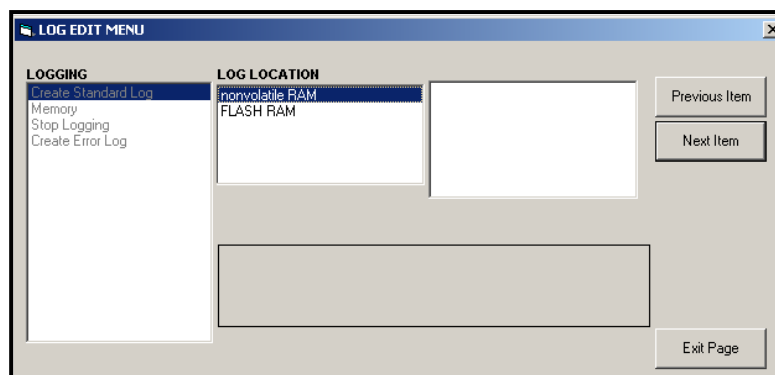 LOG EDIT MENU
LOGGING
Create Standard Log
Memory
Stop Logging
Create Error Log
LOG LOCATION
nonvolatile RAM
FLASH RAM
Previous Item
Next Item
Exit Page